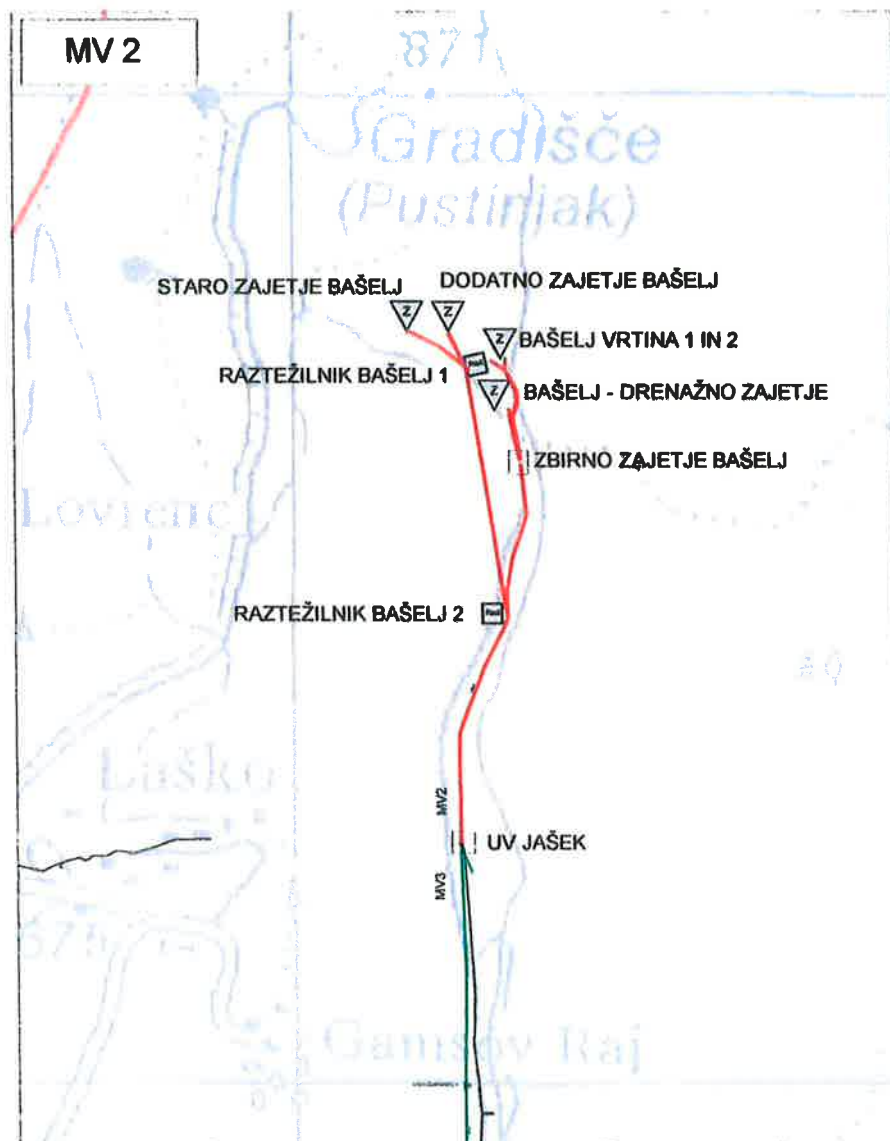 MV 2
871
Gradišče
(Pustinjak)
STARO ZAJETJE BAŠELJ
DODATNO ZAJETJE BAŠELJ
Z
Z
Z
BAŠELJ VRTINA 1 IN 2
RAZTEŽILNIK BAŠELJ 1
Z
BAŠELJ - DRENAŽNO ZAJETJE
ZBIRNO ZAJETJE BAŠELJ
Lovrenc
RAZTEŽILNIK BAŠELJ 2
Laško
MV2
UV JAŠEK
MV3
675
Gamsov Raj